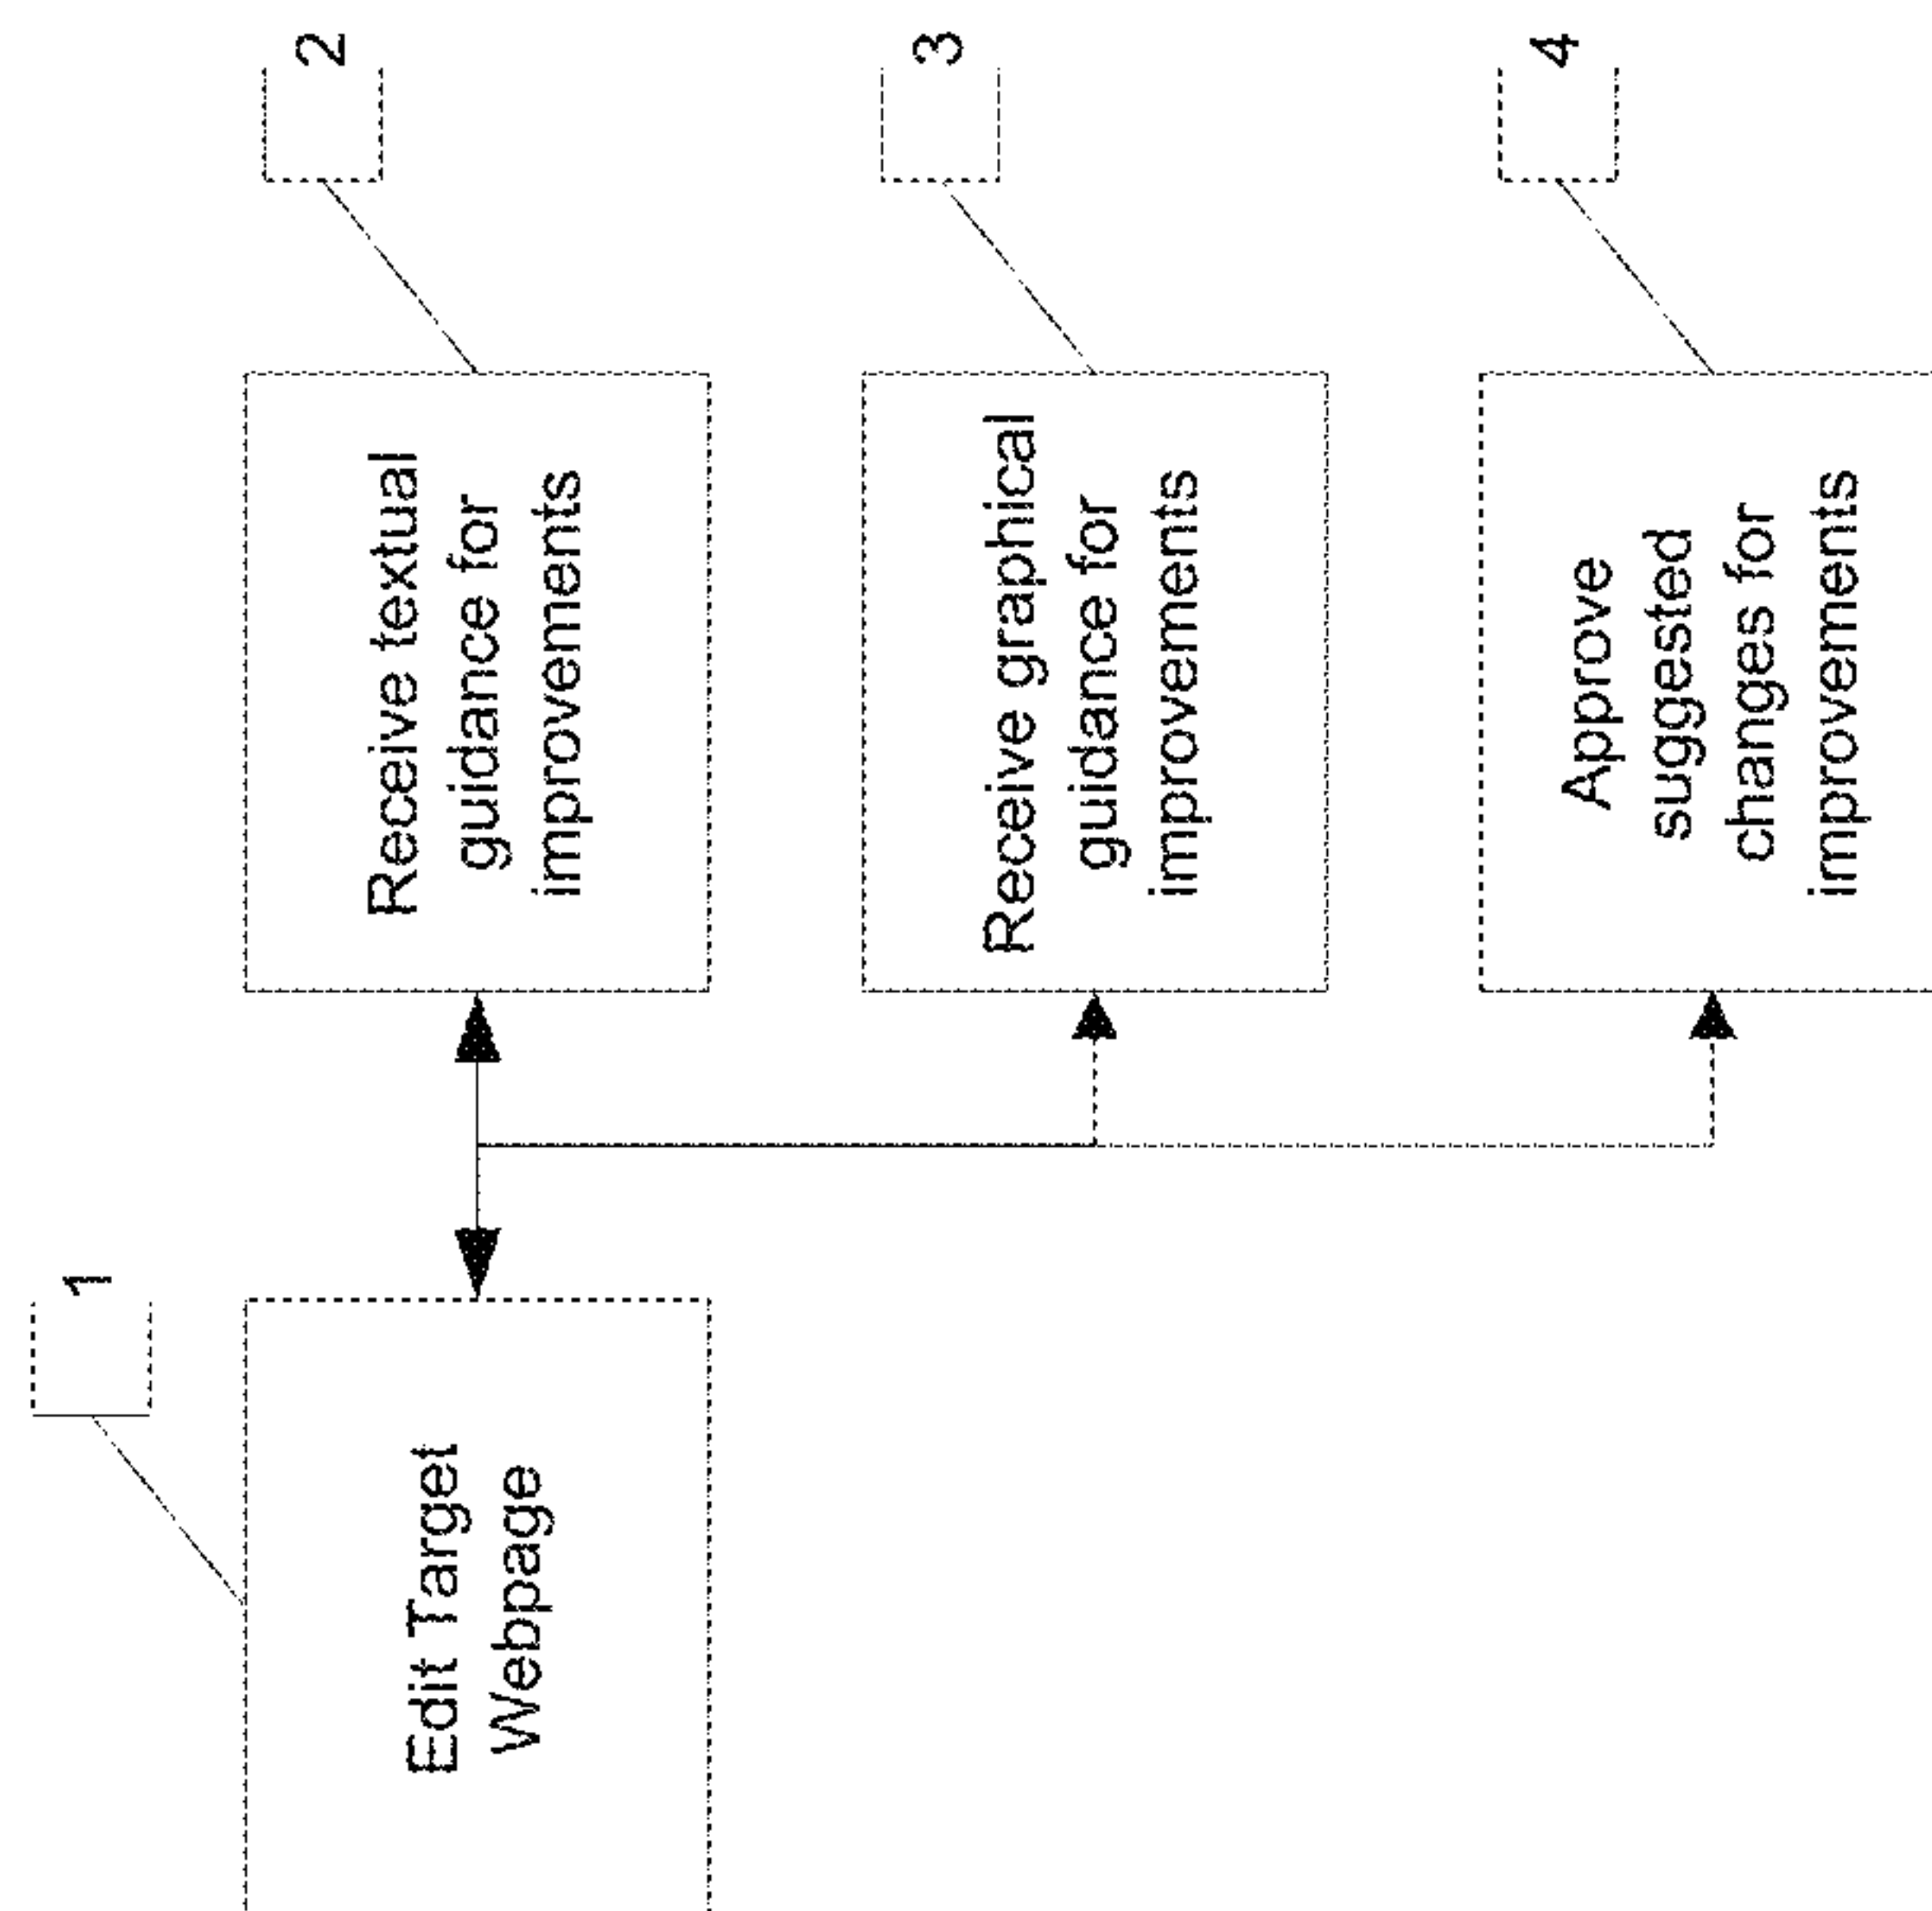 1
Edit Target
Webpage
2
Receive textual
guidance for
improvements
3
Receive graphical
guidance for
improvements
4
Approve
suggested
changes for
improvements